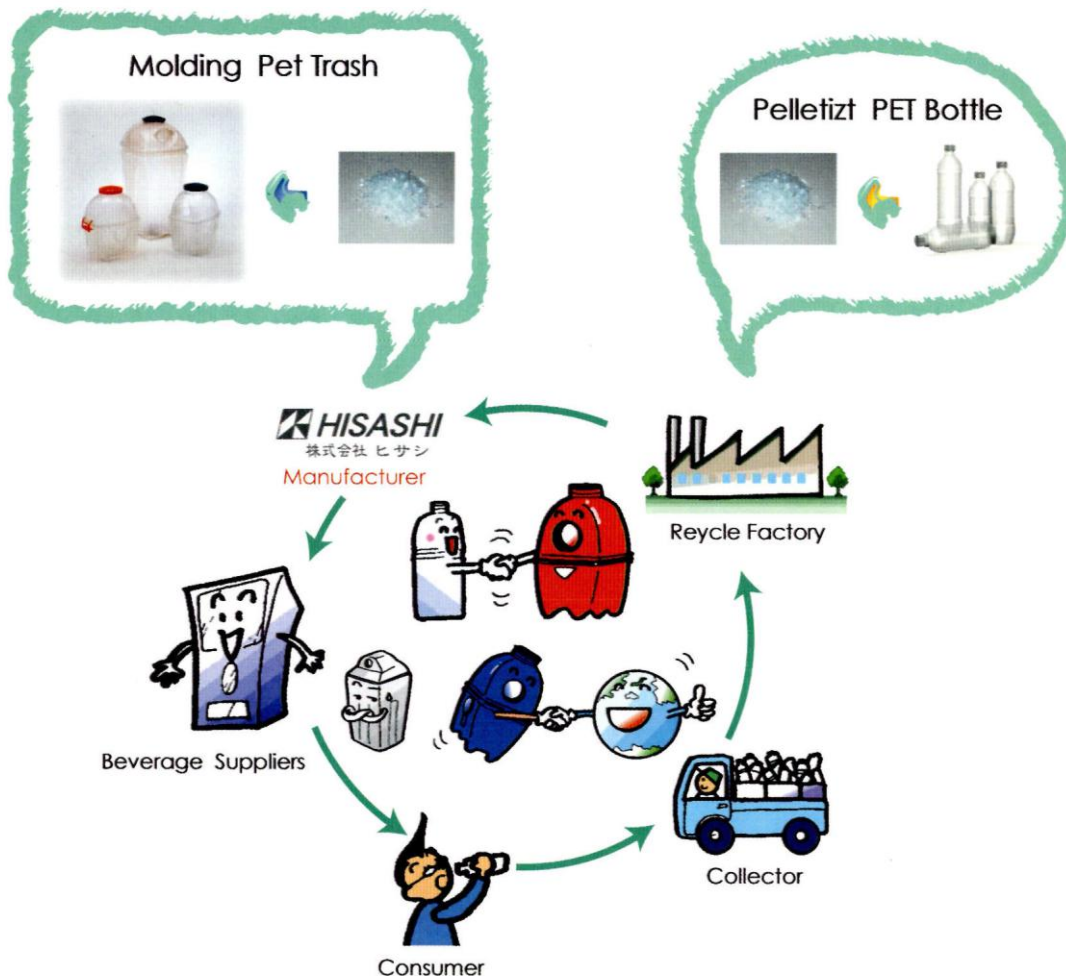 Molding Pet Trash
Pelletizt PET Bottle
HISASHI
株式会社 ヒサシ
Manufacturer
Reycle Factory
Beverage Suppliers
Collector
Consumer